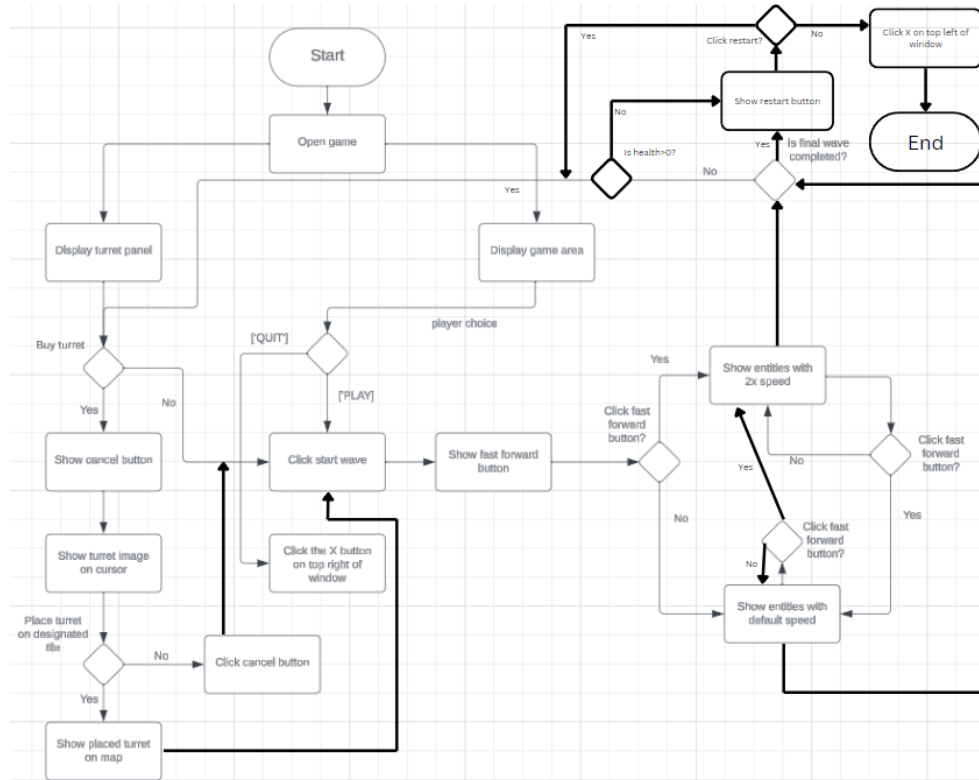 Start
Open game
Display turret panel
Display game area
Buy turret
Yes
No
Show cancel button
Show turret image
on cursor
Place turret
on designated
tile
No
Yes
Click cancel button
Show placed turret
on map
player choice
['QUIT']
['PLAY]
Click start wave
Click the X button
on top right of
window
Show fast forward
button
Click fast
forward
button?
Yes
No
Show entities with
2x speed
Click fast
forward
button?
No
Yes
Click fast
forward
button?
Yes
No
Show entities with
default speed
Is final wave
completed?
Yes
No
Is health>0?
No
Yes
Show restart button
Click restart?
Yes
No
Click X on top left of
window
End